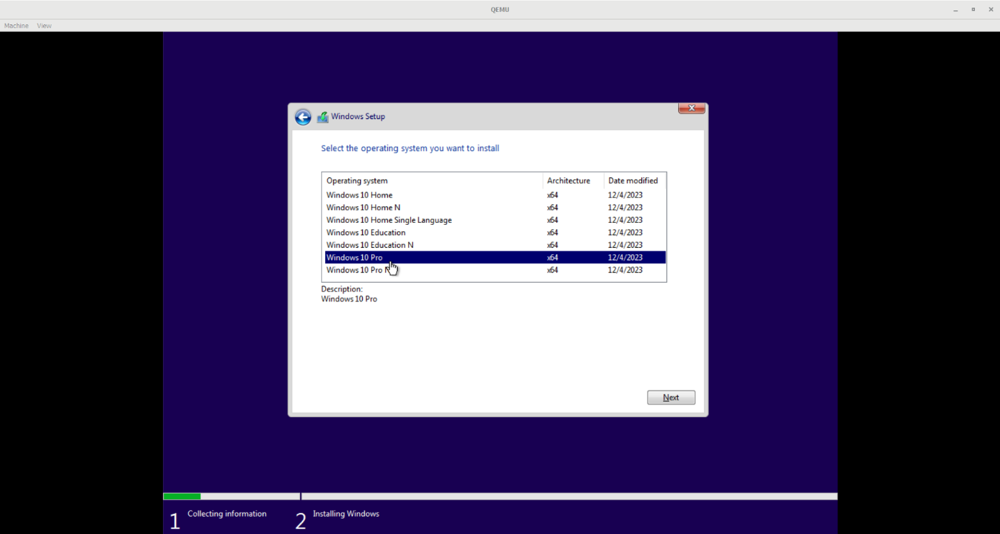 QEMU
Machine View
Windows Setup
Select the operating system you want to install
Operating system Architecture Date modified
Windows 10 Home x64 12/4/2023
Windows 10 Home N x64 12/4/2023
Windows 10 Home Single Language x64 12/4/2023
Windows 10 Education x64 12/4/2023
Windows 10 Education N x64 12/4/2023
Windows 10 Pro x64 12/4/2023
Windows 10 Pro x64 12/4/2023
Description:
Windows 10 Pro
Next
1 Collecting information 2 Installing Windows